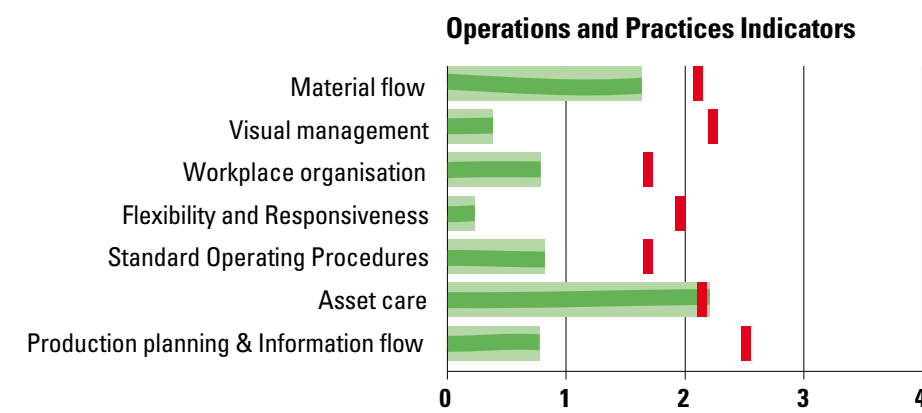 Operations and Practices Indicators
Material flow
Visual management
Workplace organisation
Flexibility and Responsiveness
Standard Operating Procedures
Asset care
Production planning & Information flow
0 1 2 3 4